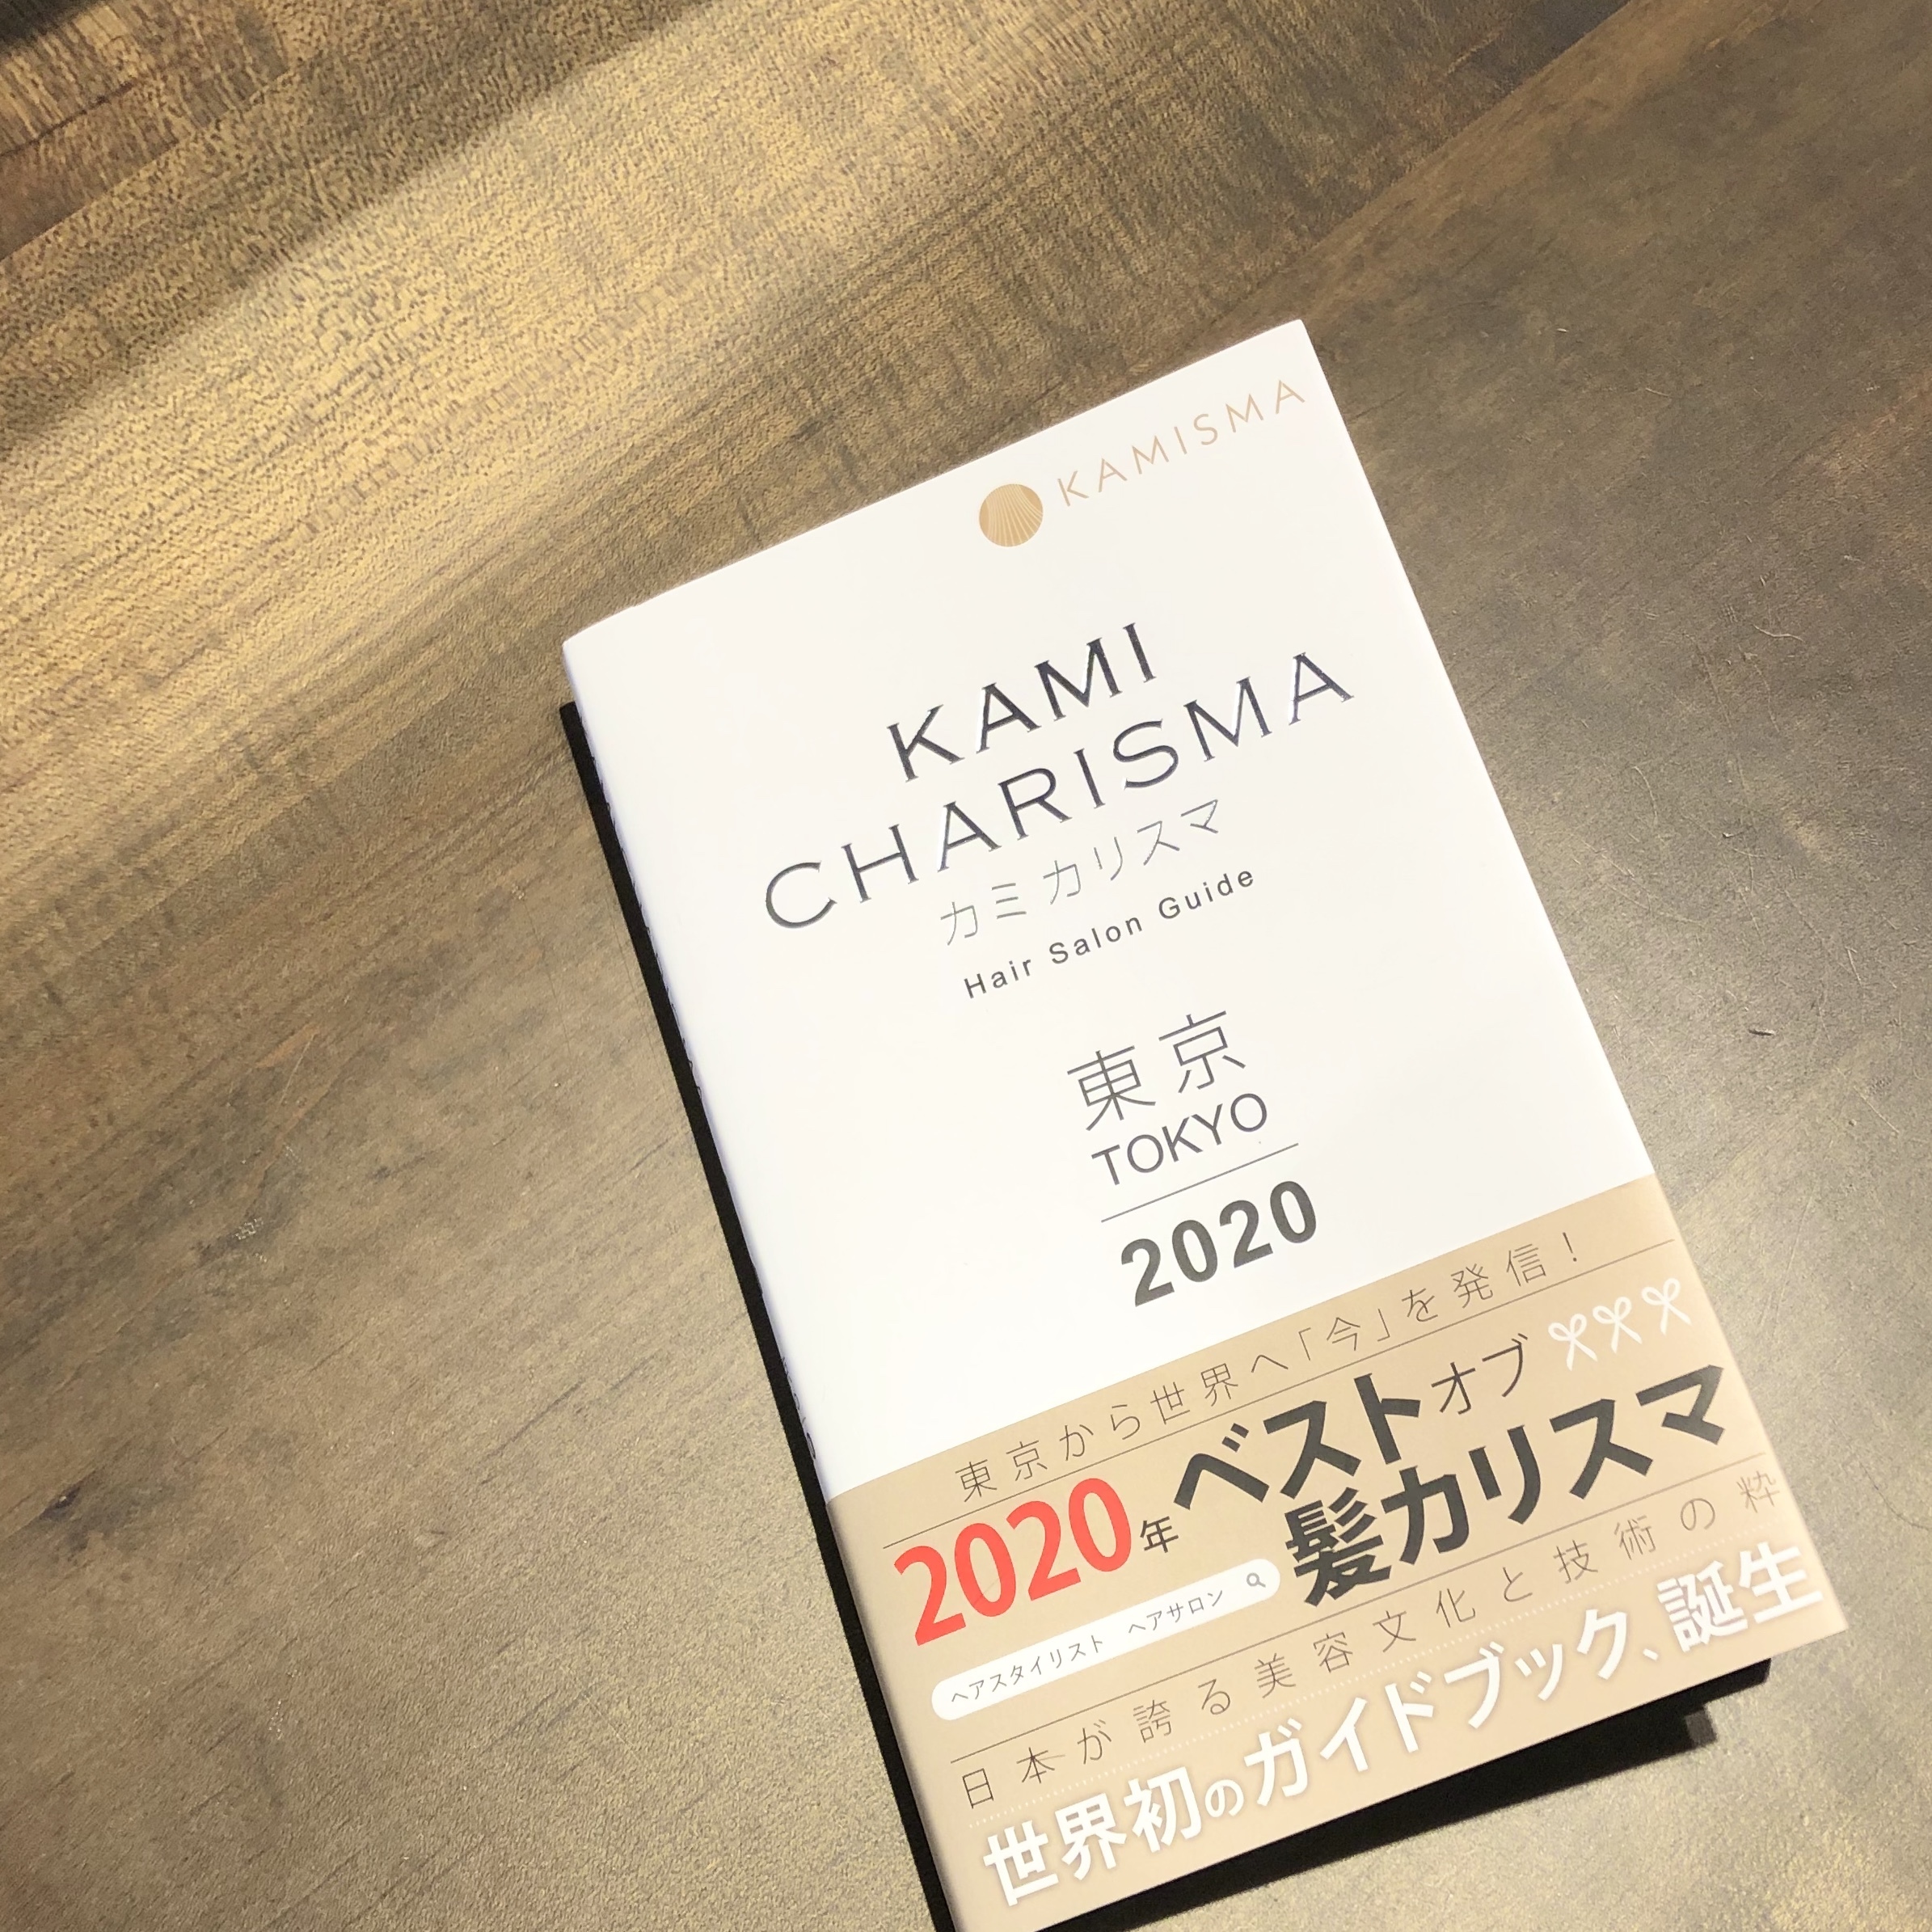 KAMISMA
KAMI
CHARISMA
カミカリスマ
Hair Salon Guide
東京
TOKYO
2020
東京から世界へ「今」を発信！
2020年ベストオブ
髪カリスマ
ヘアスタイリスト ヘアサロン
日本が誇る美容文化と技術の粋
世界初のガイドブック、誕生